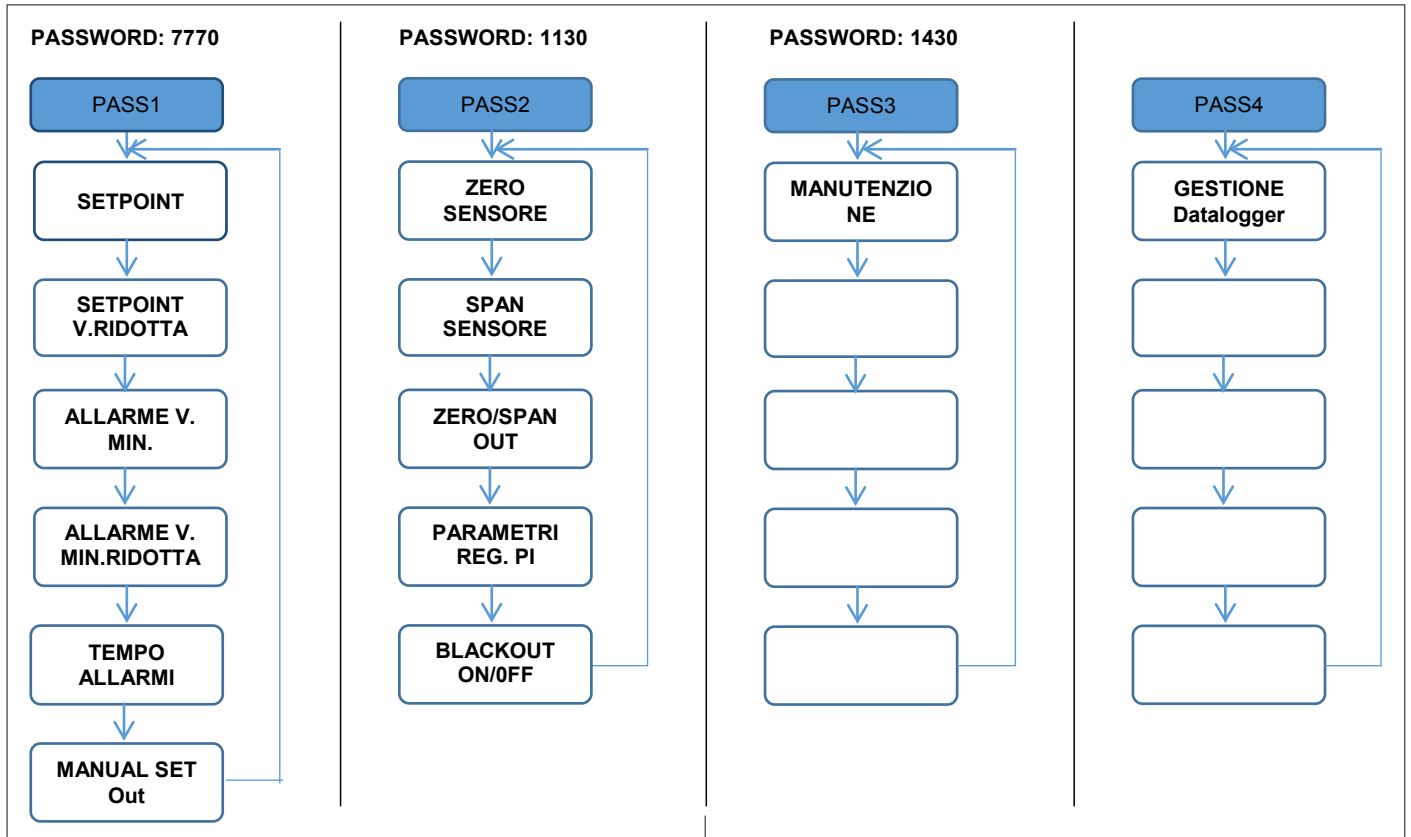 PASSWORD: 7770
PASS1
SETPOINT
SETPOINT
V.RIDOTTA
ALLARME V.
MIN.
ALLARME V.
MIN.RIDOTTA
TEMPO
ALLARMI
MANUAL SET
Out
PASSWORD: 1130
PASS2
ZERO
SENSORE
SPAN
SENSORE
ZERO/SPAN
OUT
PARAMETRI
REG. PI
BLACKOUT
ON/0FF
PASSWORD: 1430
PASS3
MANUTENZIO
NE
PASS4
GESTIONE
Datalogger